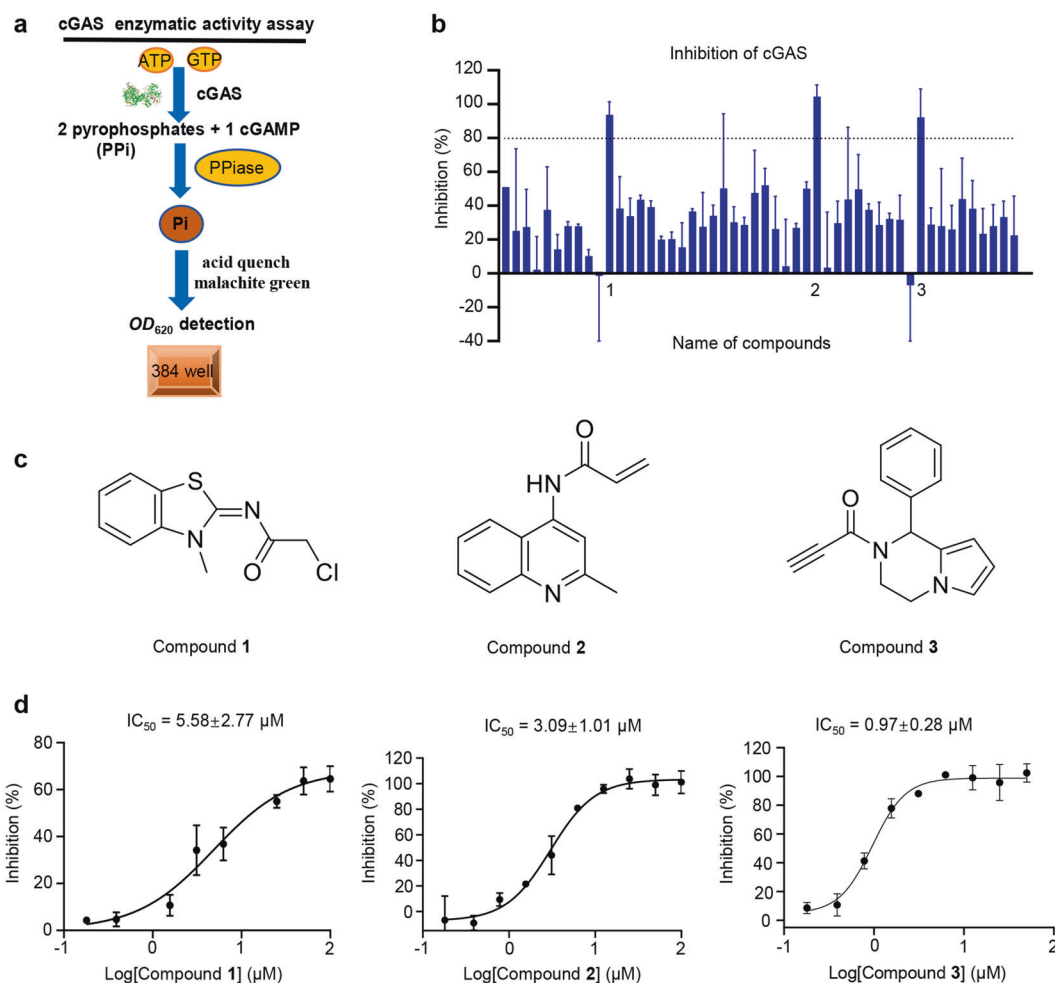 a
cGAS enzymatic activity assay
ATP
GTP
cGAS
2 pyrophosphates + 1 cGAMP
(PPi)
PPiase
Pi
acid quench
malachite green
OD620 detection
384 well
b
Inhibition of cGAS
Inhibition (%)
120
100
80
60
40
20
0
-20
-40
1
2
3
Name of compounds
c
S
N
N
O
Cl
Compound 1
O
HN
N
Compound 2
O
N
N
Compound 3
d
IC50 = 5.58±2.77 µM
Inhibition (%)
80
60
40
20
0
-1
0
1
2
Log[Compound 1] (µM)
IC50 = 3.09±1.01 µM
Inhibition (%)
120
100
80
60
40
20
0
-1
0
1
2
Log[Compound 2] (µM)
IC50 = 0.97±0.28 µM
Inhibition (%)
120
100
80
60
40
20
0
-1
0
1
2
Log[Compound 3] (µM)